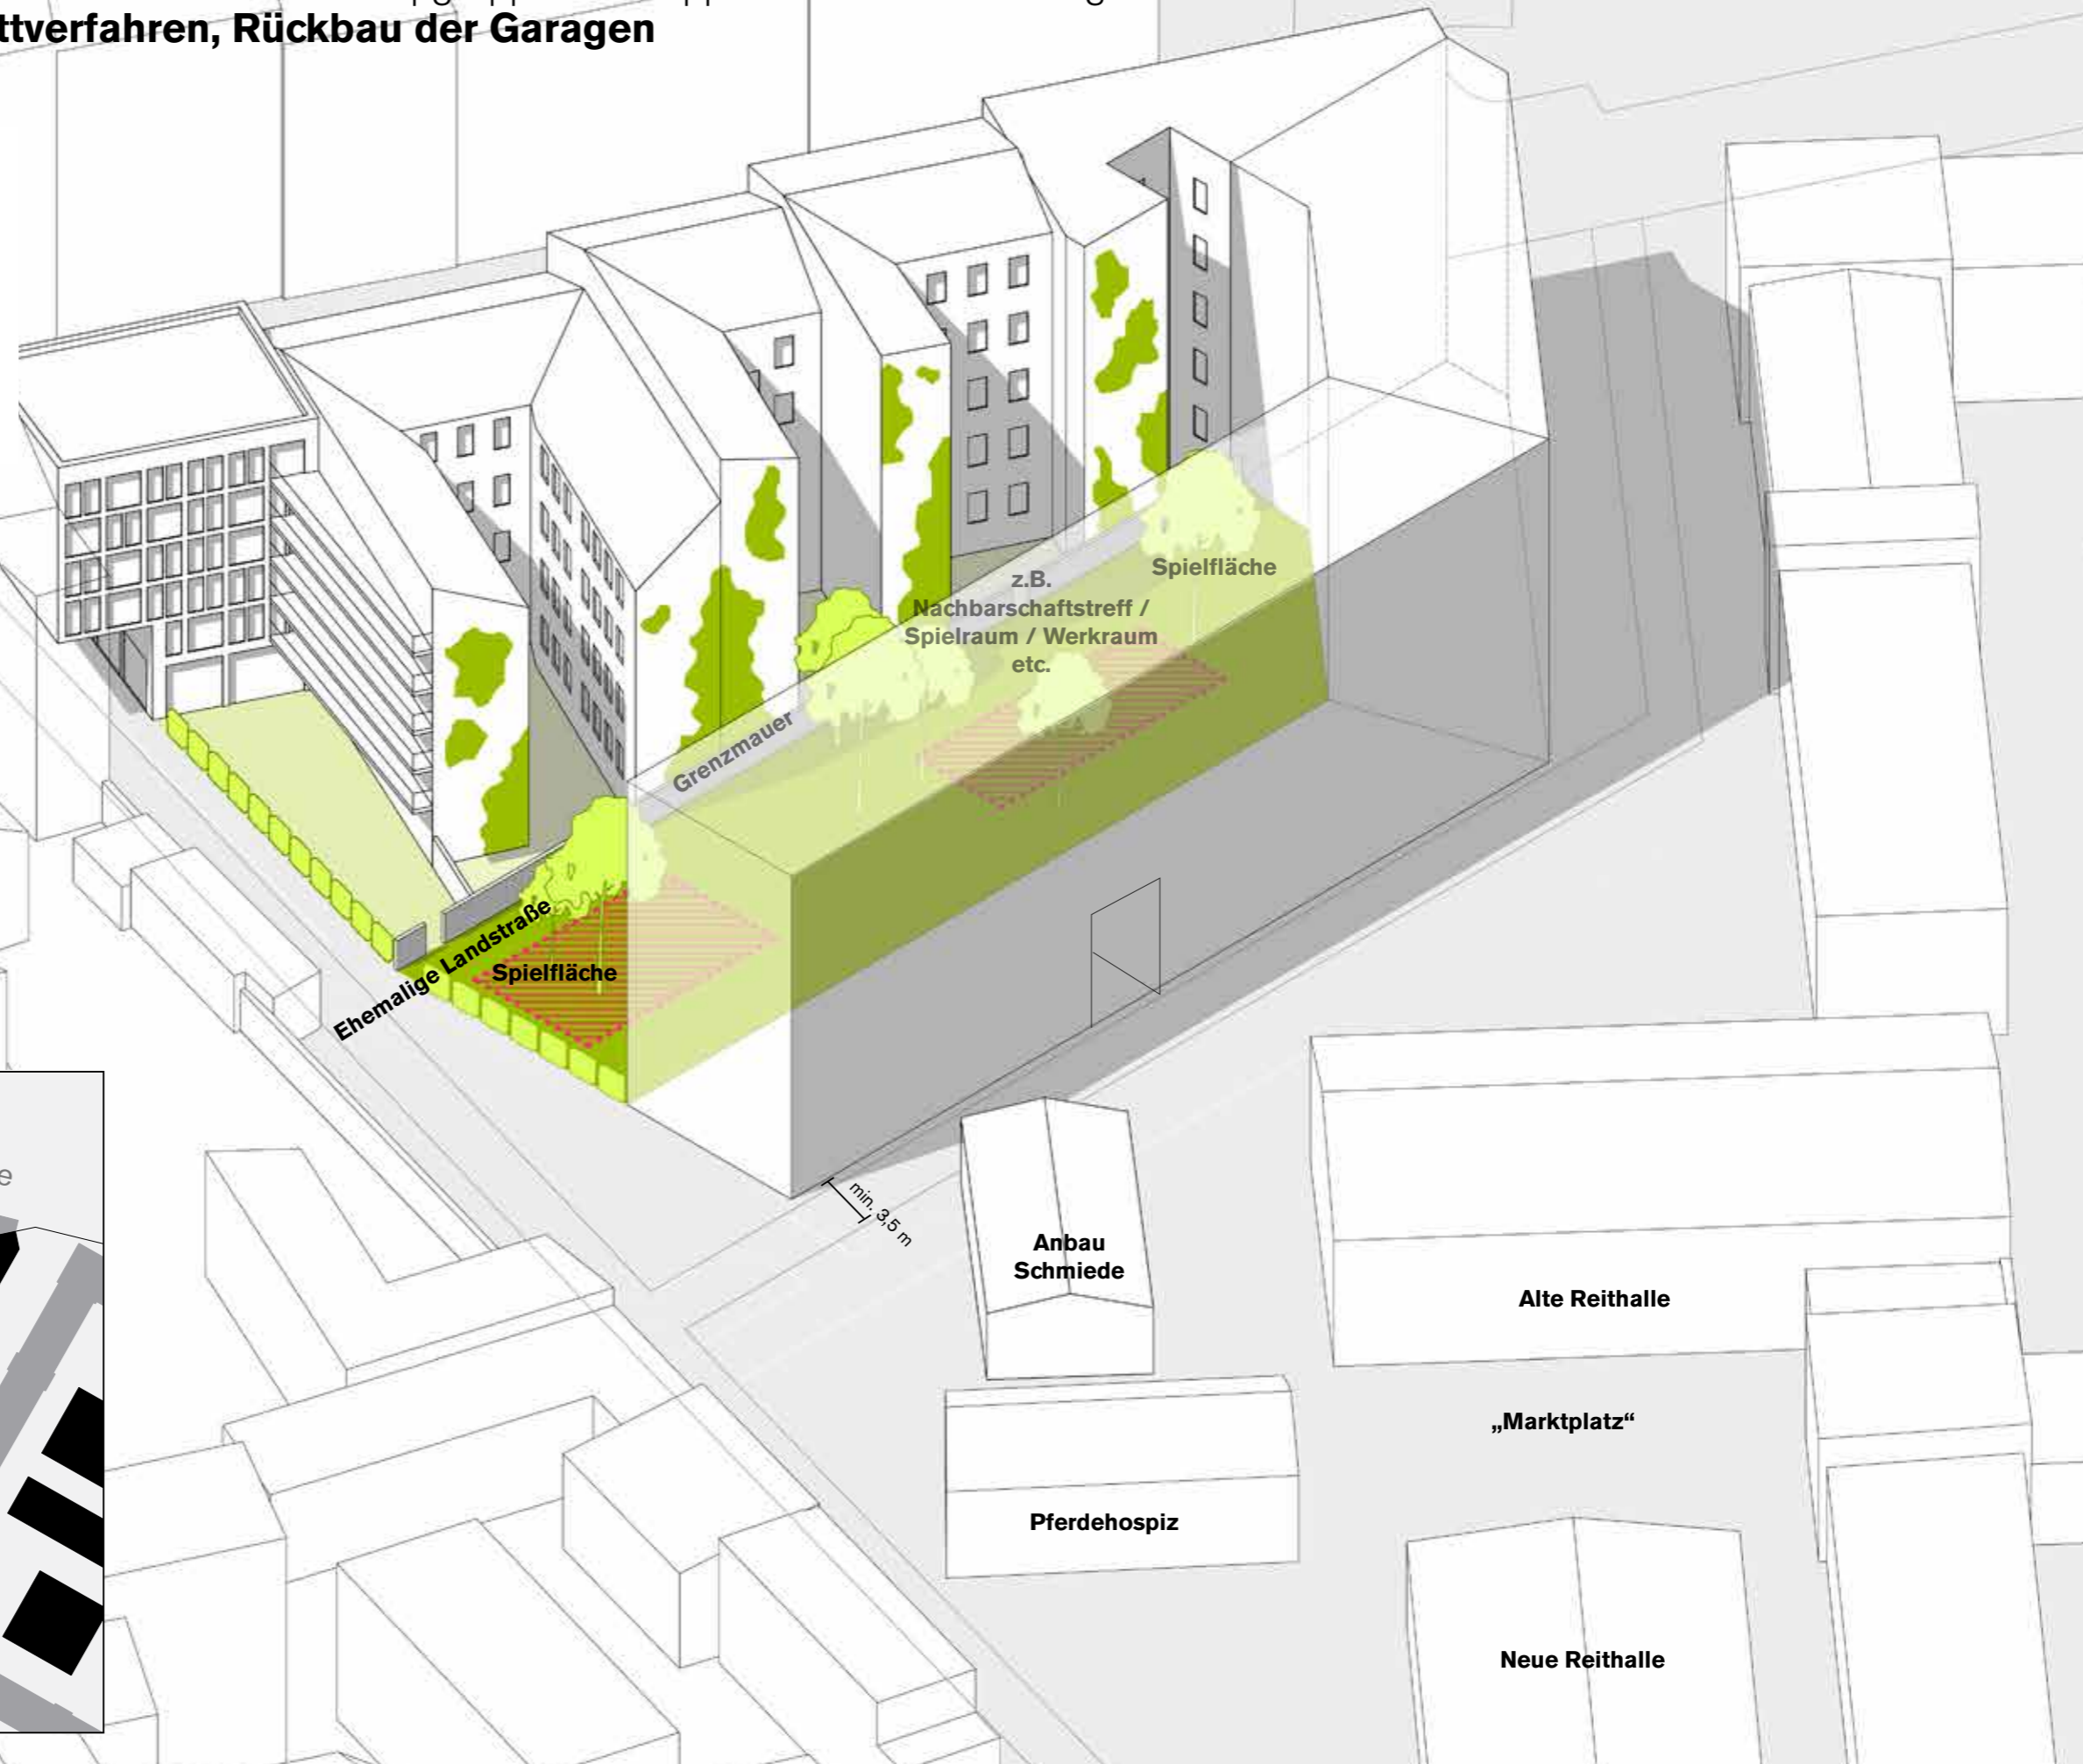 ttverfahren, Rückbau der Garagen
Spielfläche
z.B.
Nachbarschaftstreff /
Spielraum / Werkraum
etc.
Grenzmauer
Ehemalige Landstraße
Spielfläche
min. 3,5 m
Anbau
Schmiede
Alte Reithalle
„Marktplatz“
Pferdehospiz
Neue Reithalle
e